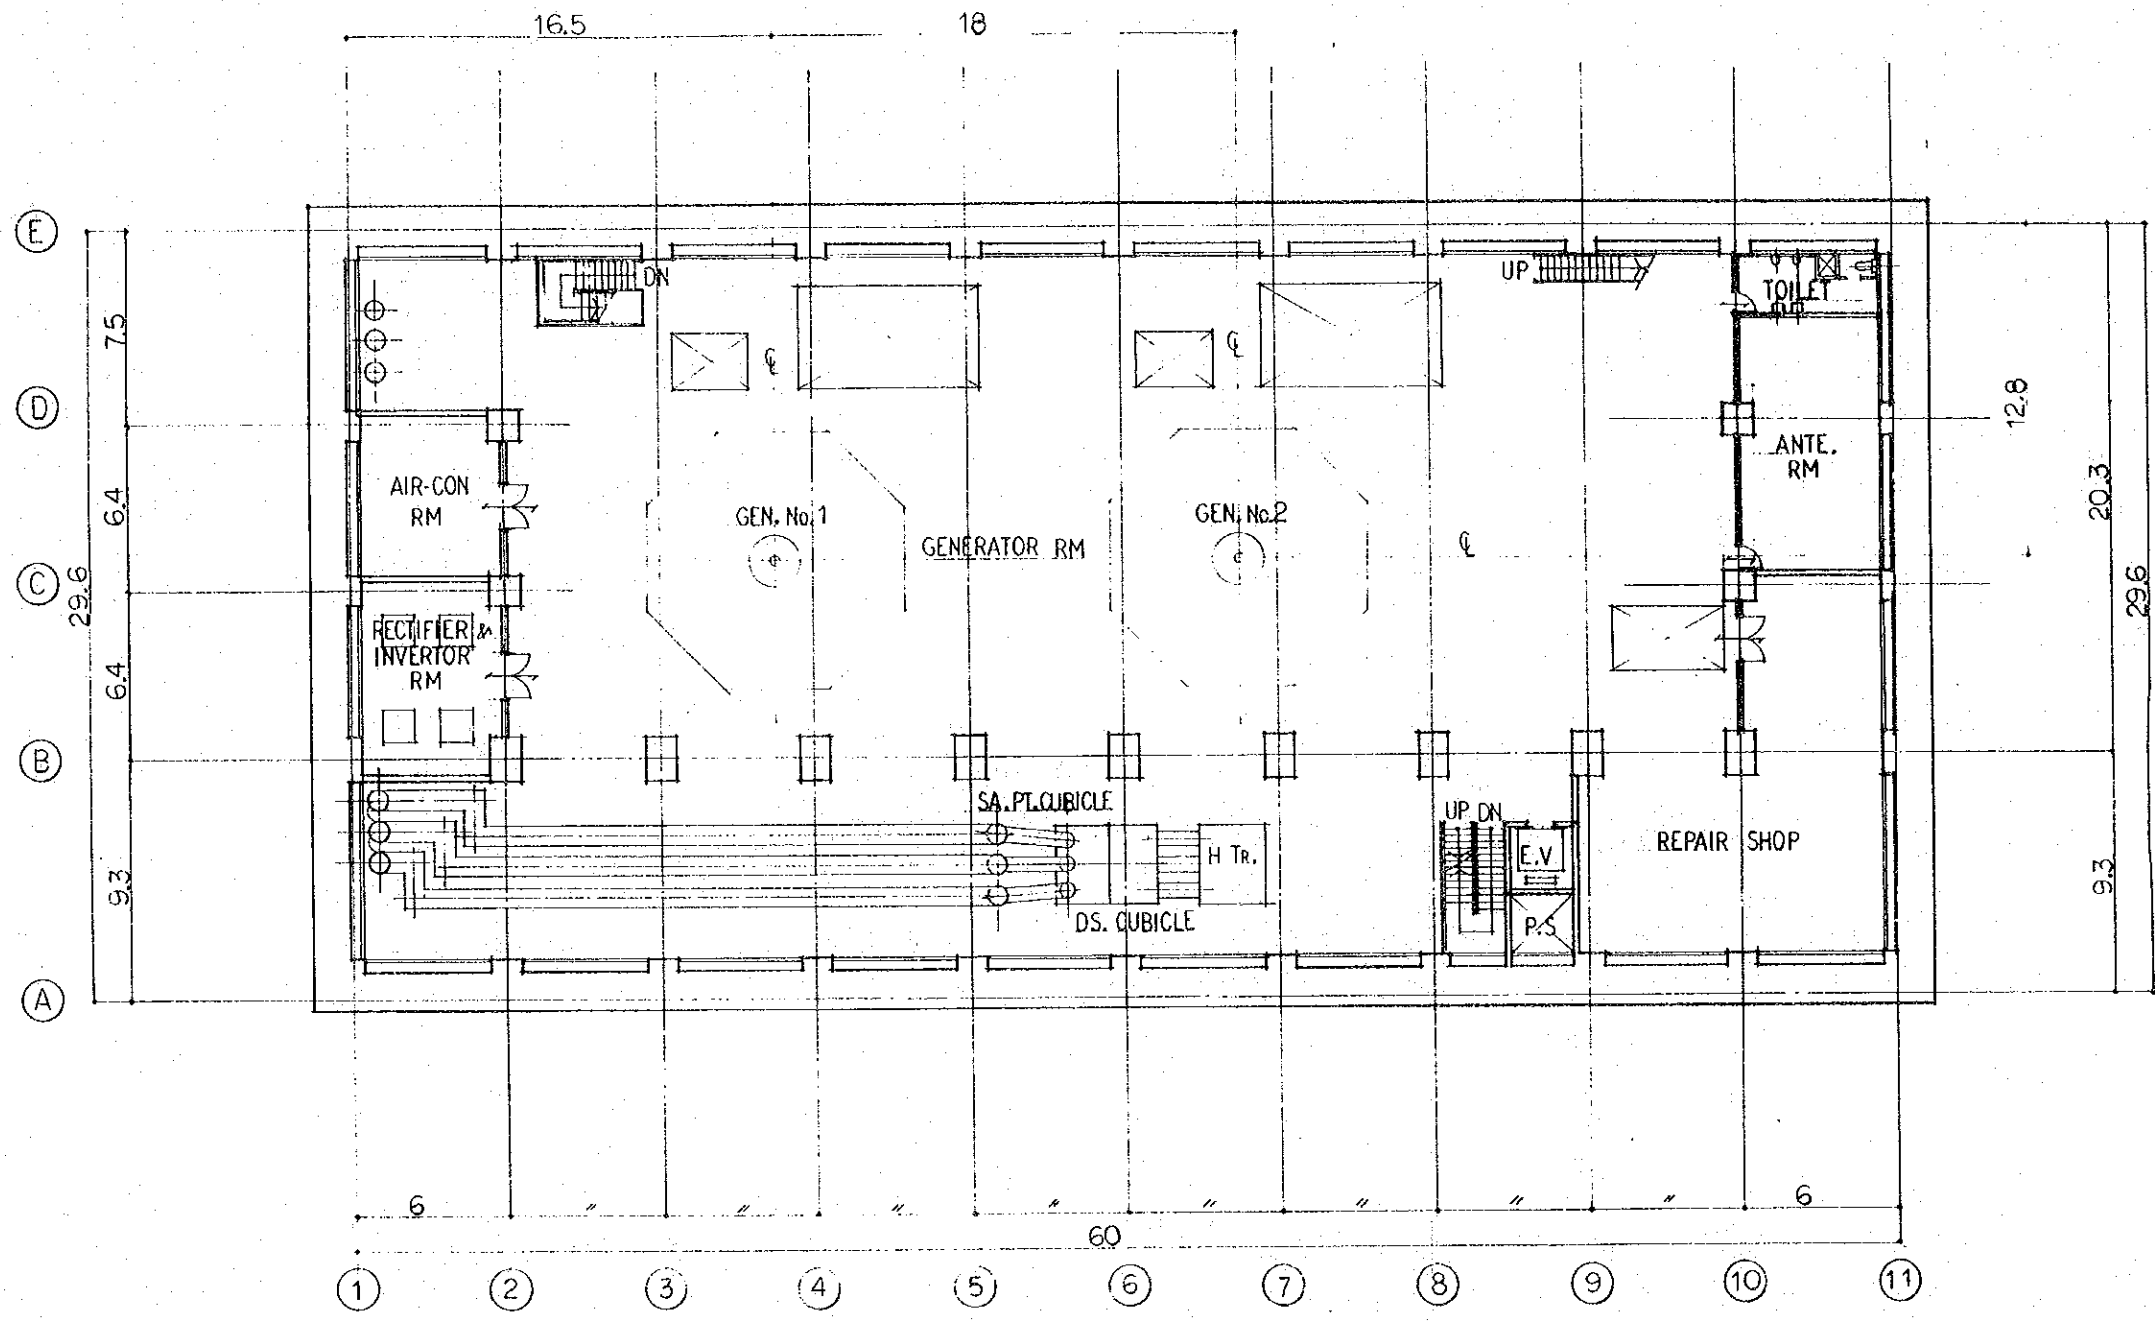 16.5
18
E
DN
UP
TOILET
7.5
D
12.8
℄
℄
ANTE.
RM
AIR-CON
RM
6.4
20.3
GEN. No.1
GEN. No.2
GENERATOR RM
℄
C
29.6
29.6
RECTIFIER &
INVERTOR
RM
6.4
B
SA.PT.CUBICLE
UP DN
REPAIR SHOP
H TR.
E.V
9.3
9.3
DS. CUBICLE
P.S
A
6 〃 〃 〃 〃 〃 〃 〃 〃 6
60
1 2 3 4 5 6 7 8 9 10 11